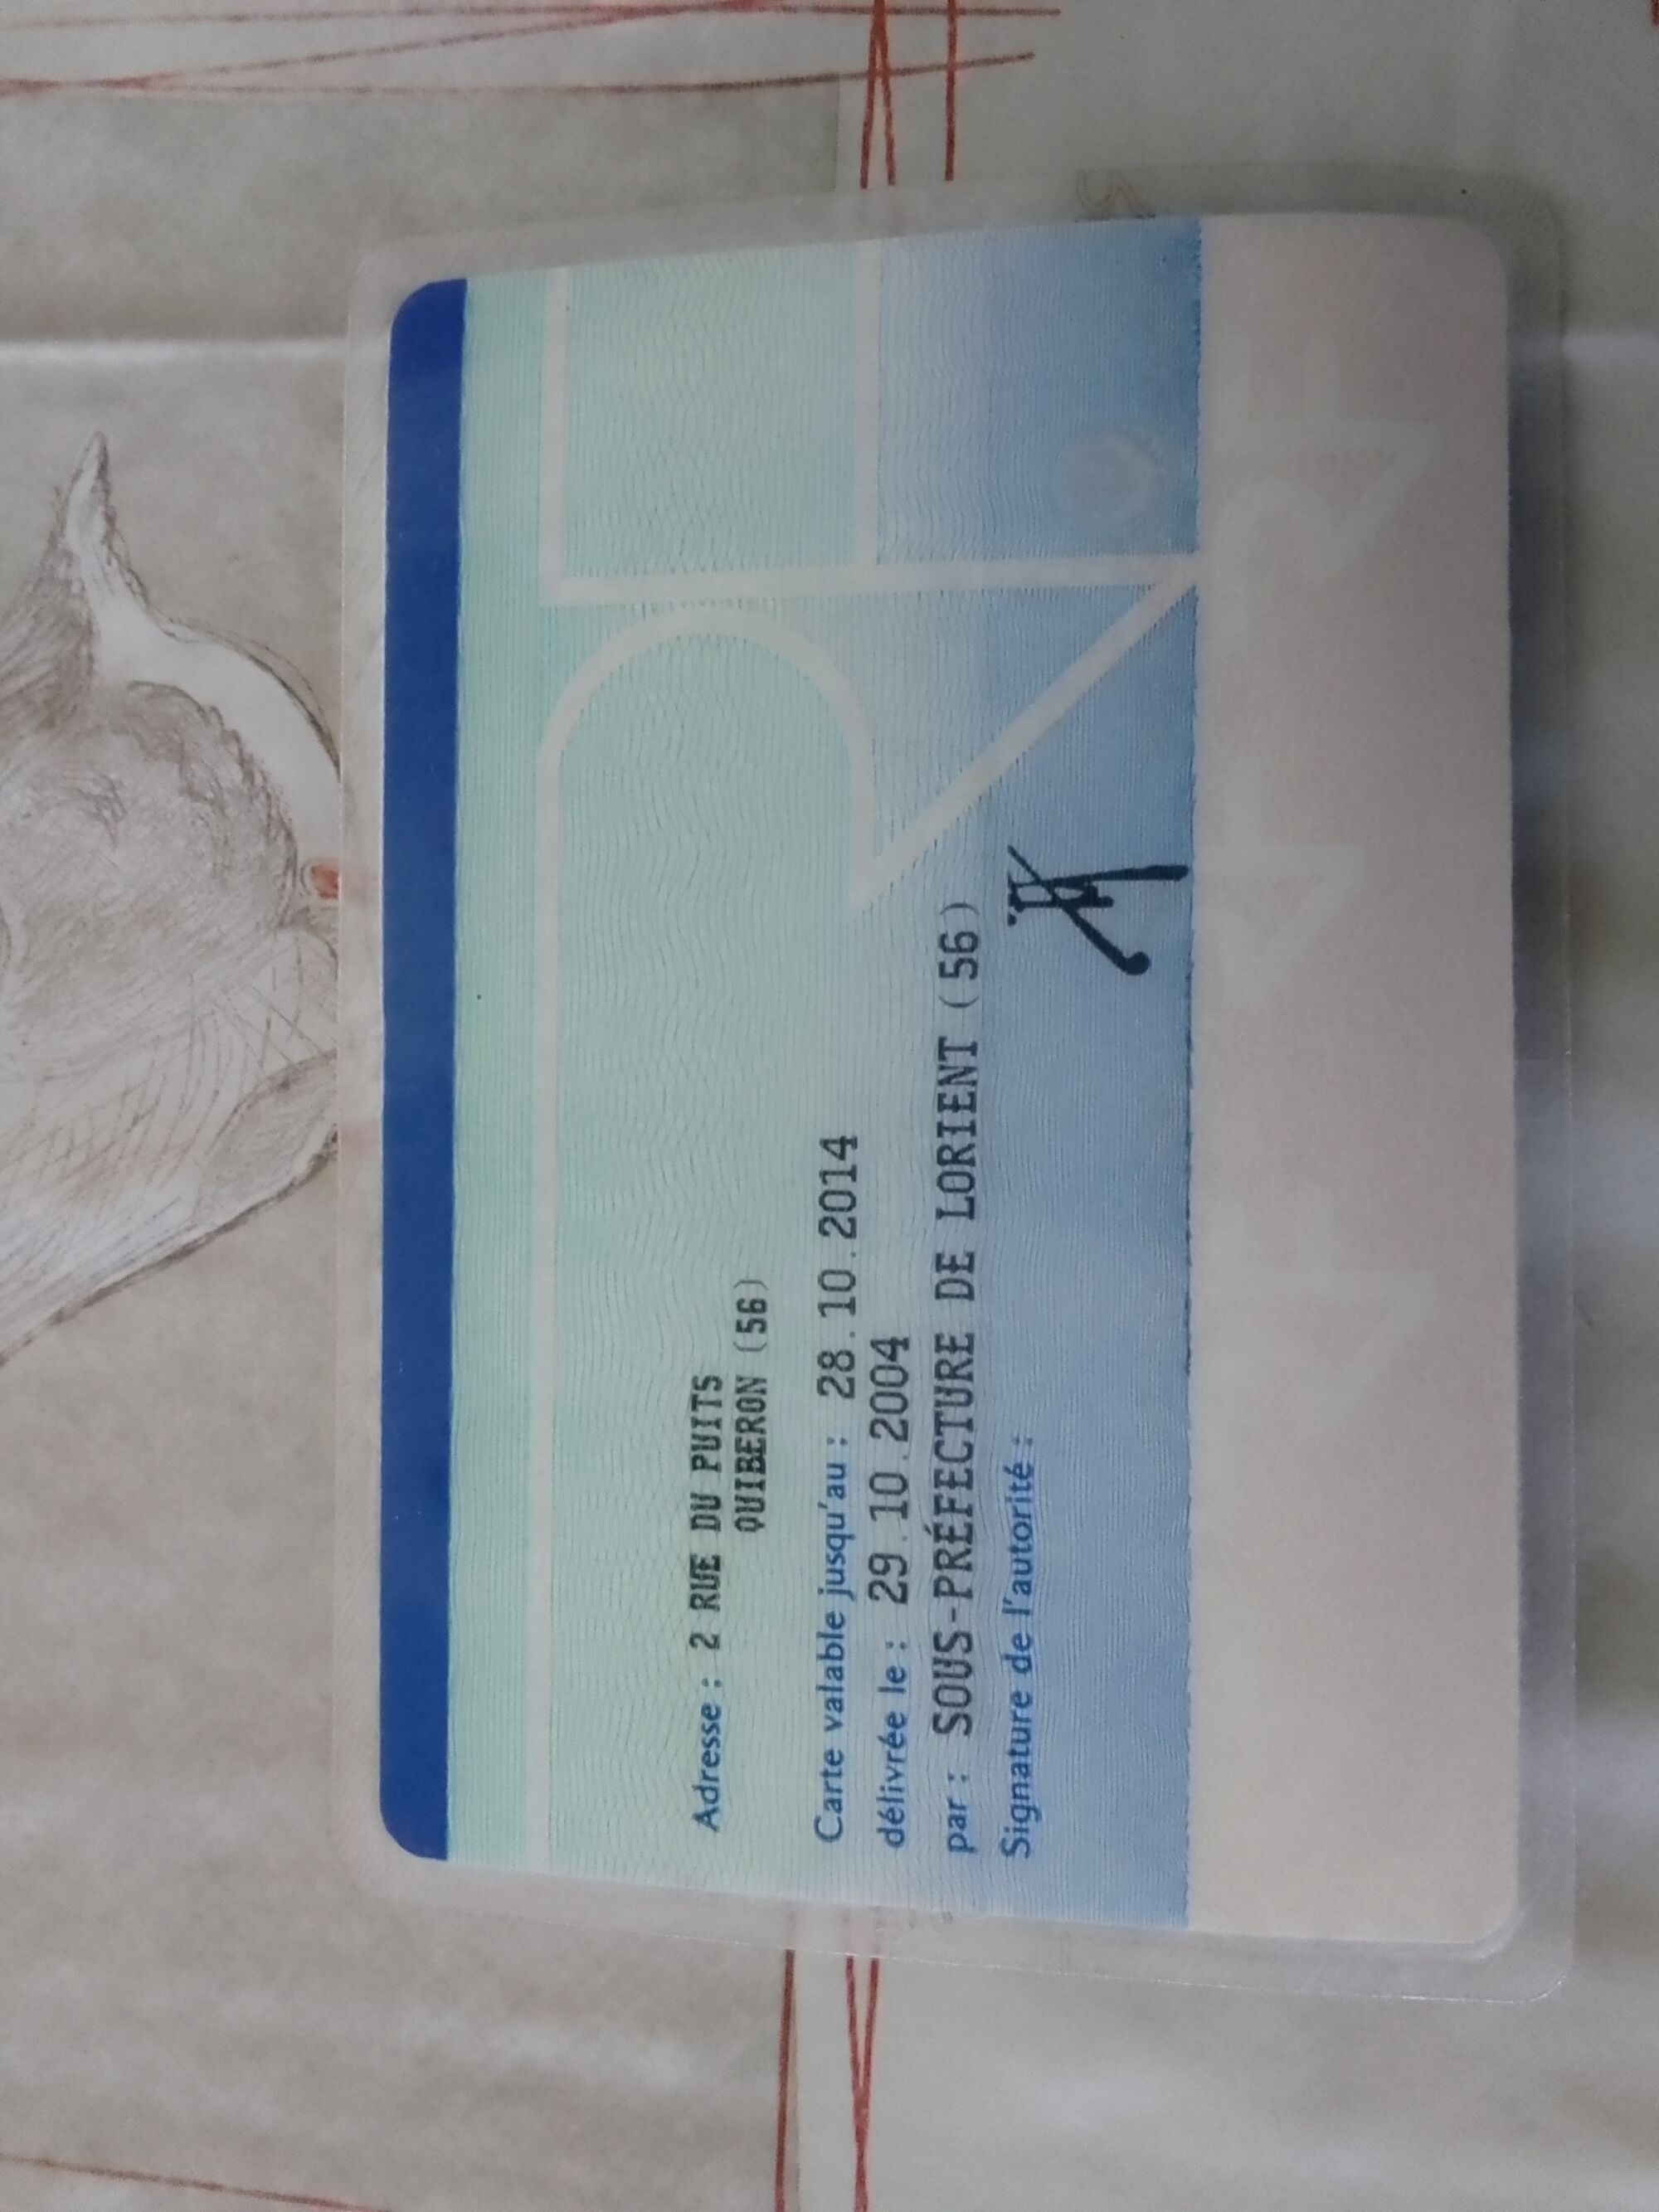 Adresse : 2 RUE DU PUITS
QUIBERON (56)
Carte valable jusqu'au : 28.10.2014
délivrée le : 29.10.2004
par : SOUS-PRÉFECTURE DE LORIENT (56)
Signature de l'autorité :